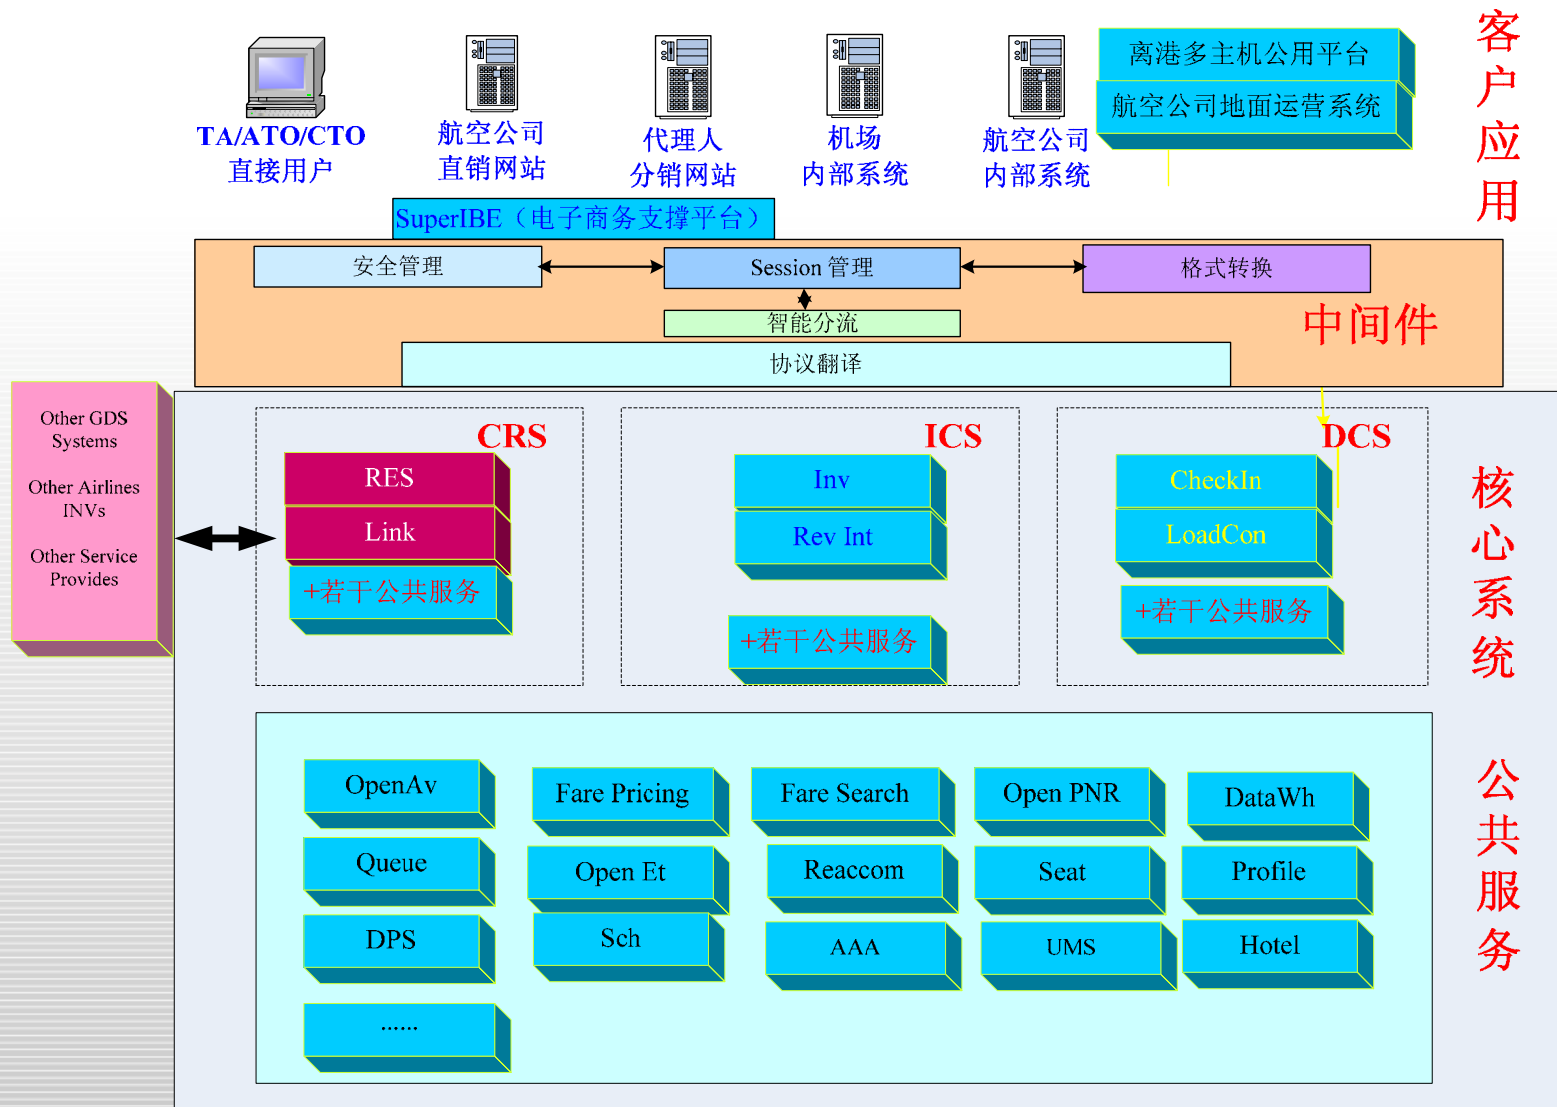 客户应用
离港多主机公用平台
航空公司地面运营系统
TA/ATO/CTO
直接用户
航空公司
直销网站
代理人
分销网站
机场
内部系统
航空公司
内部系统
SuperIBE（电子商务支撑平台）
安全管理
Session 管理
格式转换
智能分流
中间件
协议翻译
Other GDS
Systems
Other Airlines
INVs
Other Service
Provides
CRS
RES
Link
+若干公共服务
ICS
Inv
Rev Int
+若干公共服务
DCS
CheckIn
LoadCon
+若干公共服务
核心系统
公共服务
OpenAv
Fare Pricing
Fare Search
Open PNR
DataWh
Queue
Open Et
Reaccom
Seat
Profile
DPS
Sch
AAA
UMS
Hotel
......